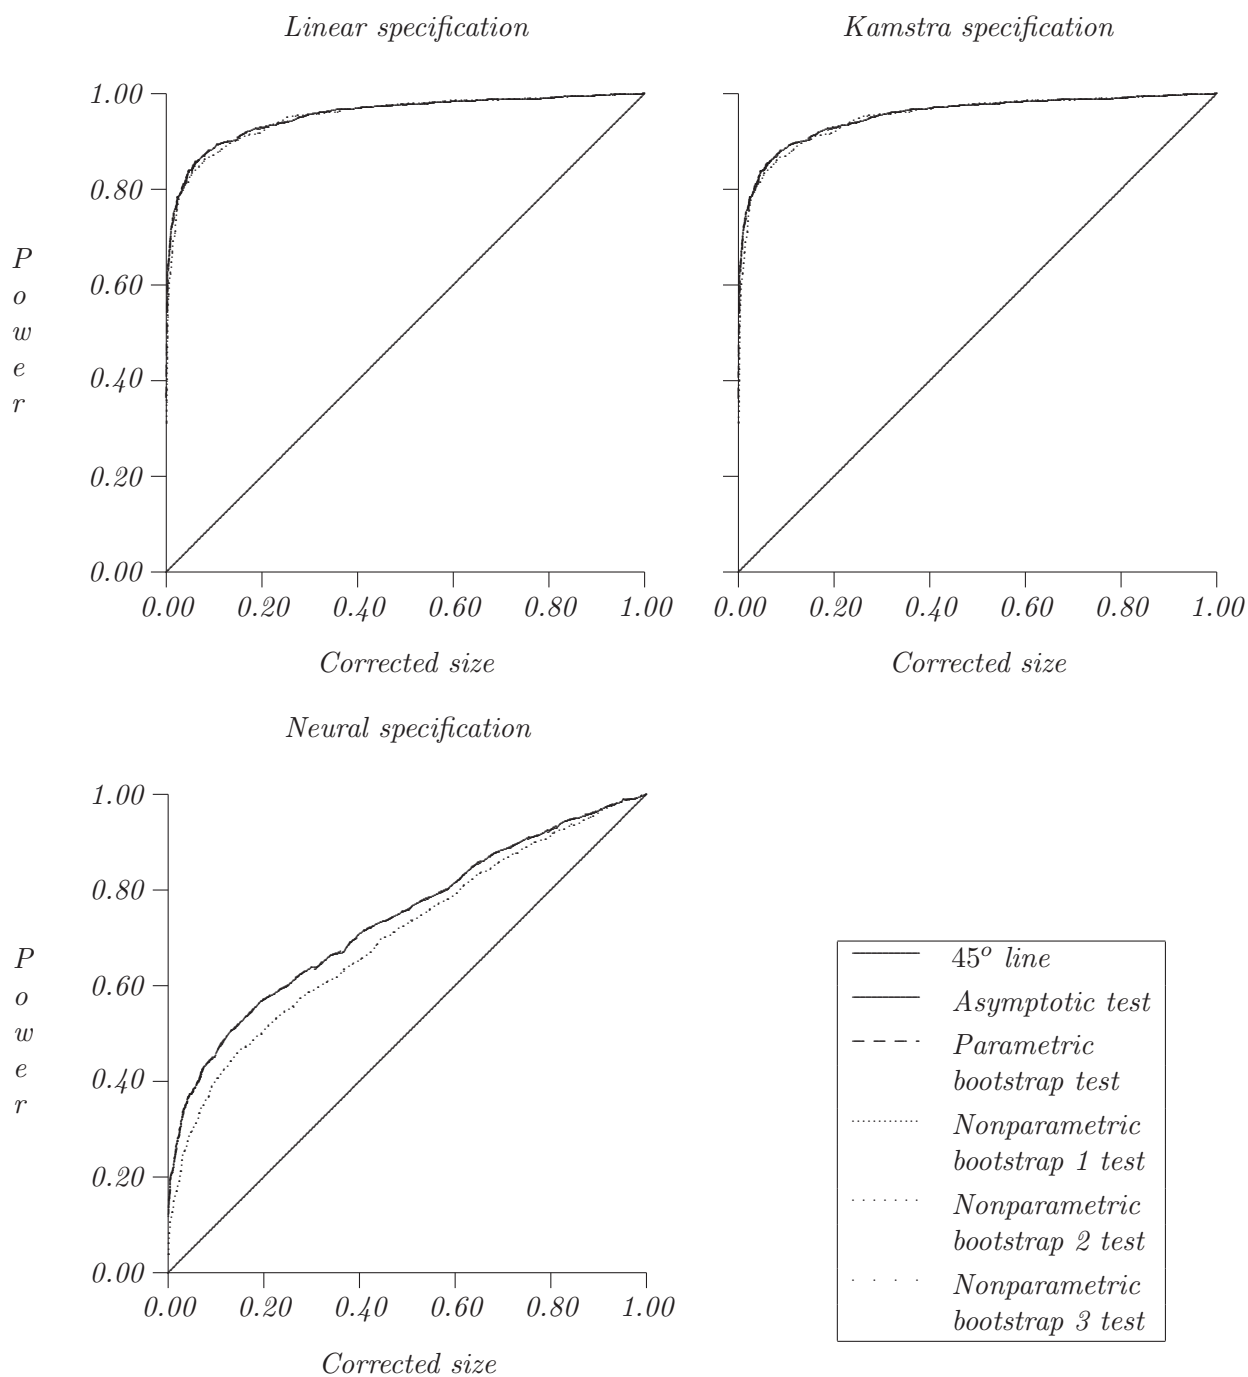 Linear specification
Kamstra specification
1.00
0.80
0.60
0.40
0.20
0.00
P
o
w
e
r
0.00 0.20 0.40 0.60 0.80 1.00
0.00 0.20 0.40 0.60 0.80 1.00
Corrected size
Corrected size
Neural specification
1.00
0.80
0.60
0.40
0.20
0.00
P
o
w
e
r
0.00 0.20 0.40 0.60 0.80 1.00
Corrected size
45° line
Asymptotic test
Parametric
bootstrap test
Nonparametric
bootstrap 1 test
Nonparametric
bootstrap 2 test
Nonparametric
bootstrap 3 test